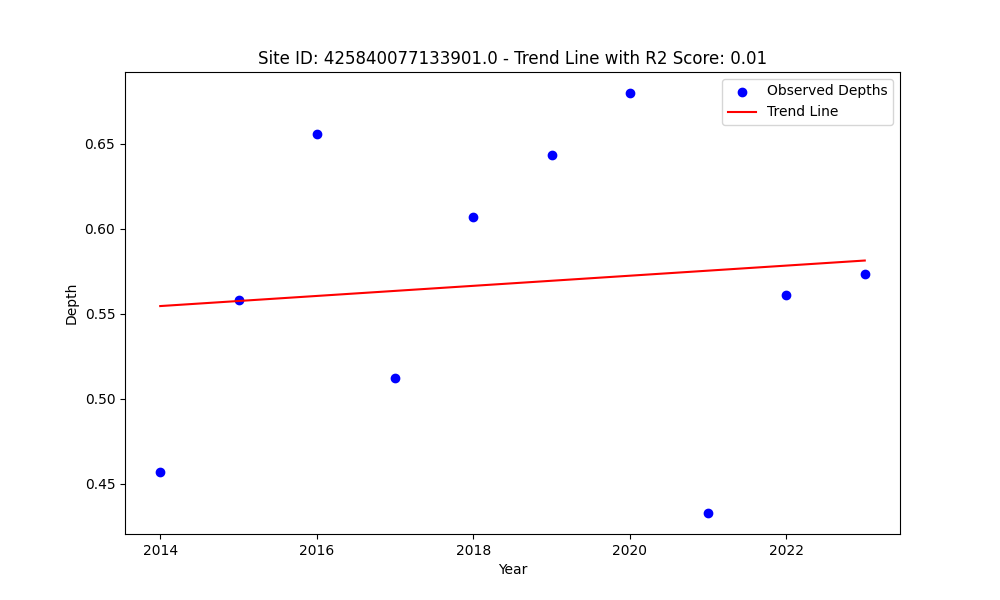 Site ID: 425840077133901.0 - Trend Line with R2 Score: 0.01
Observed Depths
Trend Line
0.65
0.60
0.55
0.50
0.45
Depth
2014
2016
2018
2020
2022
Year